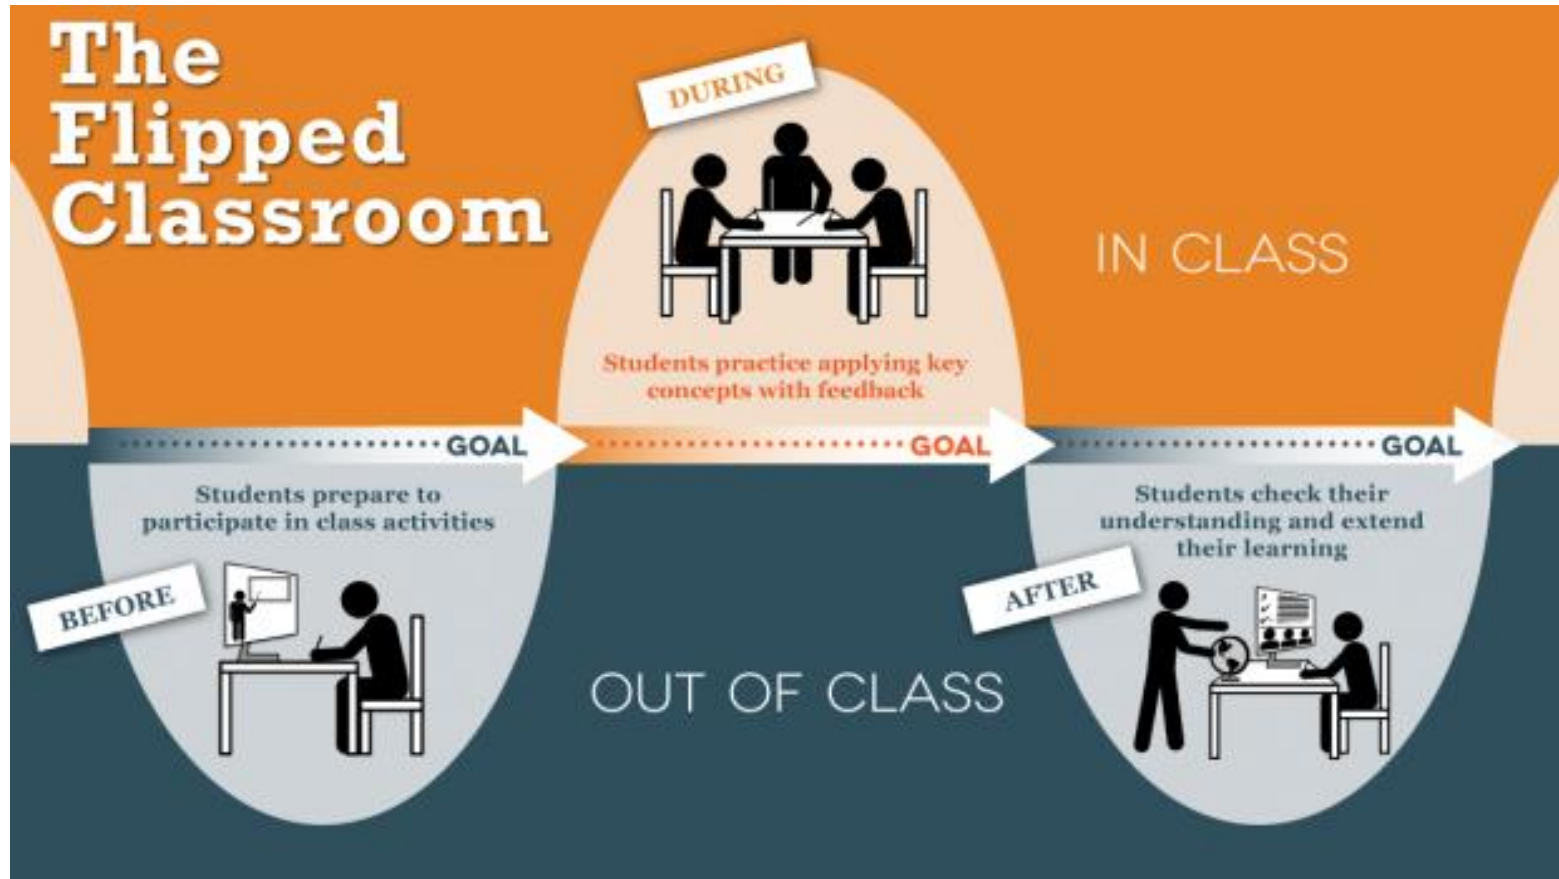 The
Flipped
Classroom
DURING
IN CLASS
Students practice applying key
concepts with feedback
GOAL
GOAL
GOAL
Students prepare to
participate in class activities
BEFORE
OUT OF CLASS
Students check their
understanding and extend
their learning
AFTER